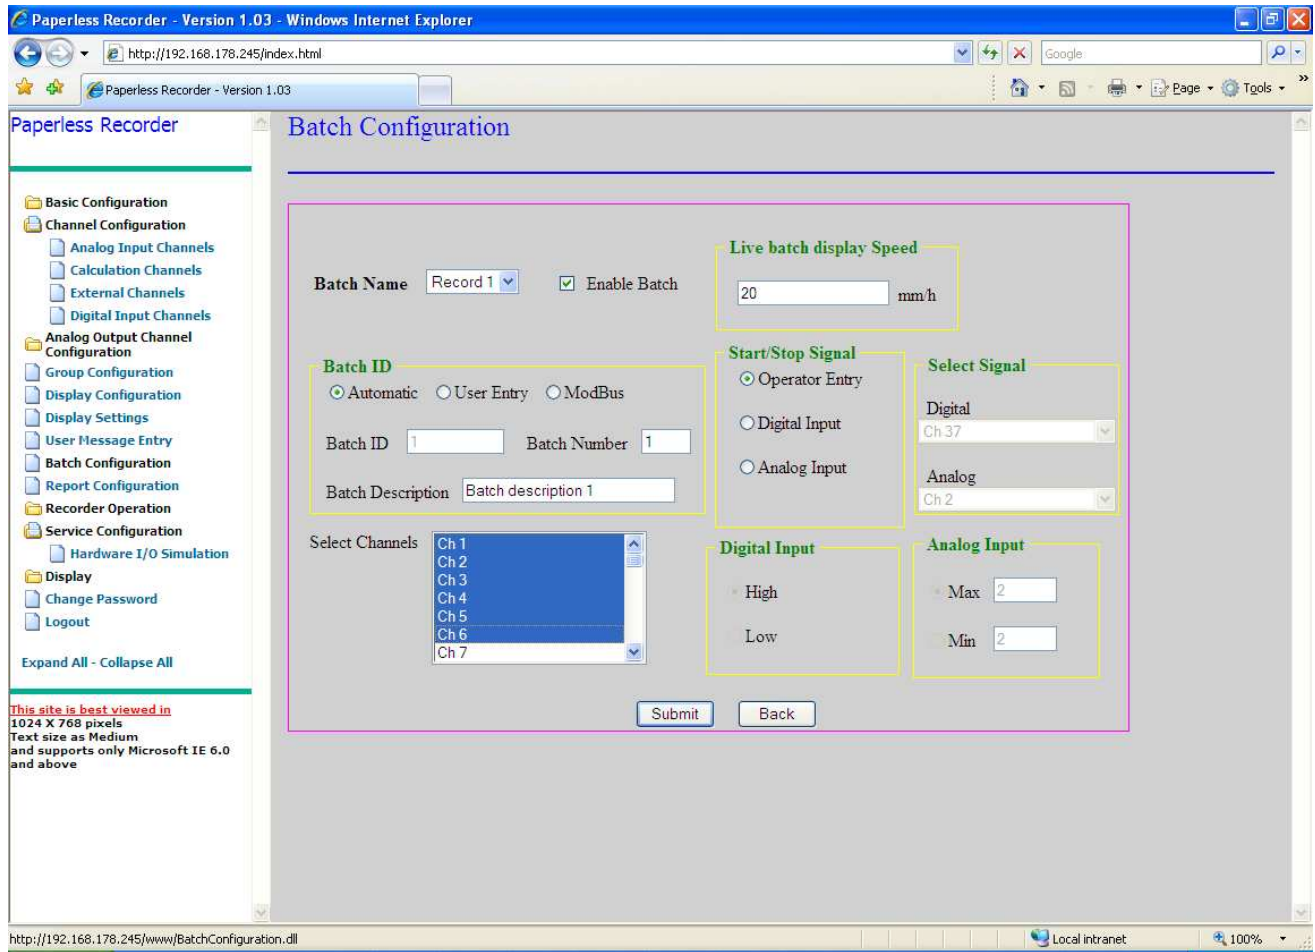 Paperless Recorder - Version 1.03 - Windows Internet Explorer
http://192.168.178.245/index.html
Google
Paperless Recorder - Version 1.03
Page
Tools
»
Paperless Recorder
Basic Configuration
Channel Configuration
Analog Input Channels
Calculation Channels
External Channels
Digital Input Channels
Analog Output Channel
Configuration
Group Configuration
Display Configuration
Display Settings
User Message Entry
Batch Configuration
Report Configuration
Recorder Operation
Service Configuration
Hardware I/O Simulation
Display
Change Password
Logout
Expand All - Collapse All
This site is best viewed in
1024 X 768 pixels
Text size as Medium
and supports only Microsoft IE 6.0
and above
Batch Configuration
Batch Name Record 1 Enable Batch
Live batch display Speed
20 mm/h
Batch ID
Automatic User Entry ModBus
Batch ID 1 Batch Number 1
Batch Description Batch description 1
Start/Stop Signal
Operator Entry
Digital Input
Analog Input
Select Signal
Digital
Ch 37
Analog
Ch 2
Select Channels
Ch 1
Ch 2
Ch 3
Ch 4
Ch 5
Ch 6
Ch 7
Digital Input
High
Low
Analog Input
Max 2
Min 2
Submit Back
http://192.168.178.245/www/BatchConfiguration.dll
Local intranet
100%